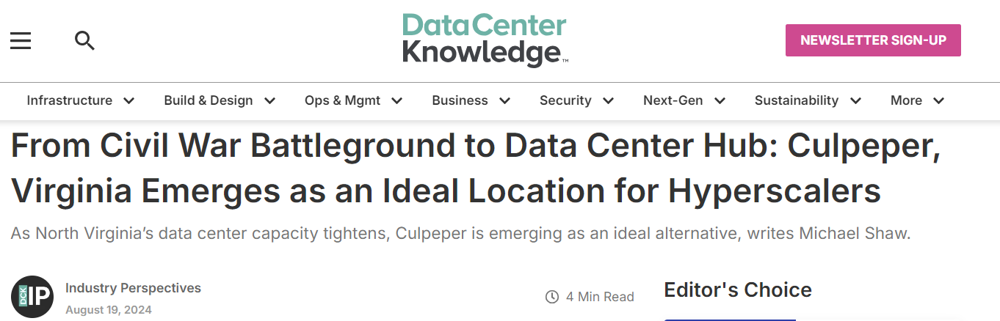 Data Center
Knowledge™
NEWSLETTER SIGN-UP
Infrastructure Build & Design Ops & Mgmt Business Security Next-Gen Sustainability More
From Civil War Battleground to Data Center Hub: Culpeper,
Virginia Emerges as an Ideal Location for Hyperscalers
As North Virginia’s data center capacity tightens, Culpeper is emerging as an ideal alternative, writes Michael Shaw.
DCK IP
Industry Perspectives
August 19, 2024
4 Min Read
Editor's Choice